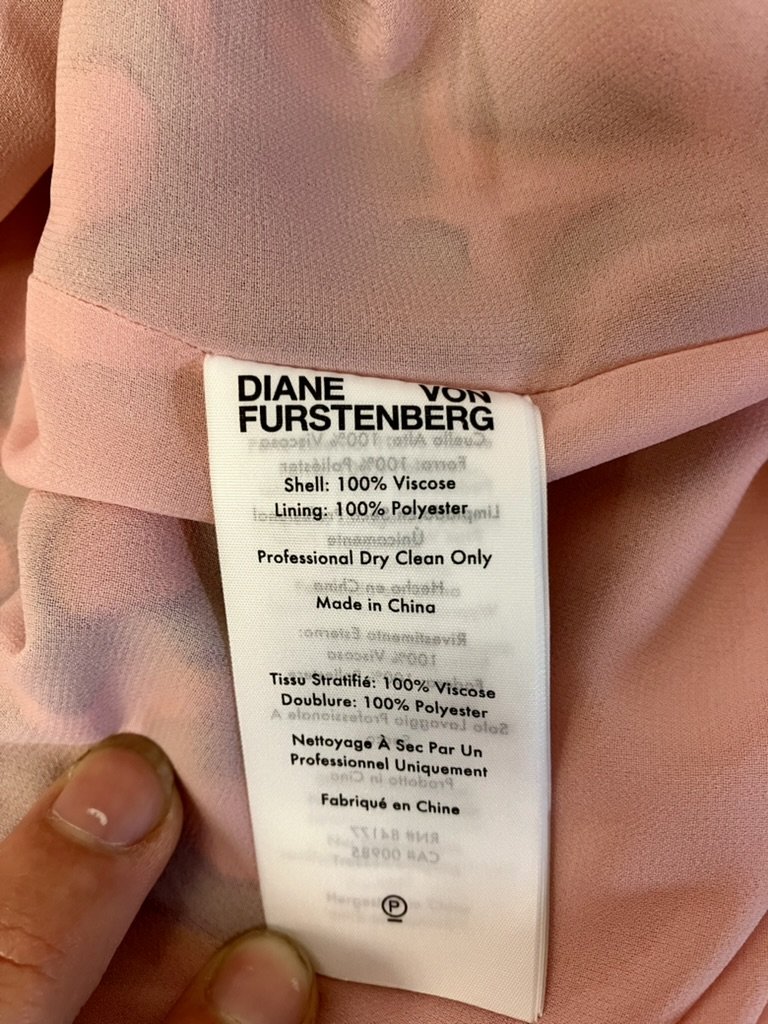 DIANE VON
FURSTENBERG
Shell: 100% Viscose
Lining: 100% Polyester
Professional Dry Clean Only
Made in China
Tissu Stratifié: 100% Viscose
Doublure: 100% Polyester
Nettoyage À Sec Par Un
Professionnel Uniquement
Fabriqué en Chine
P